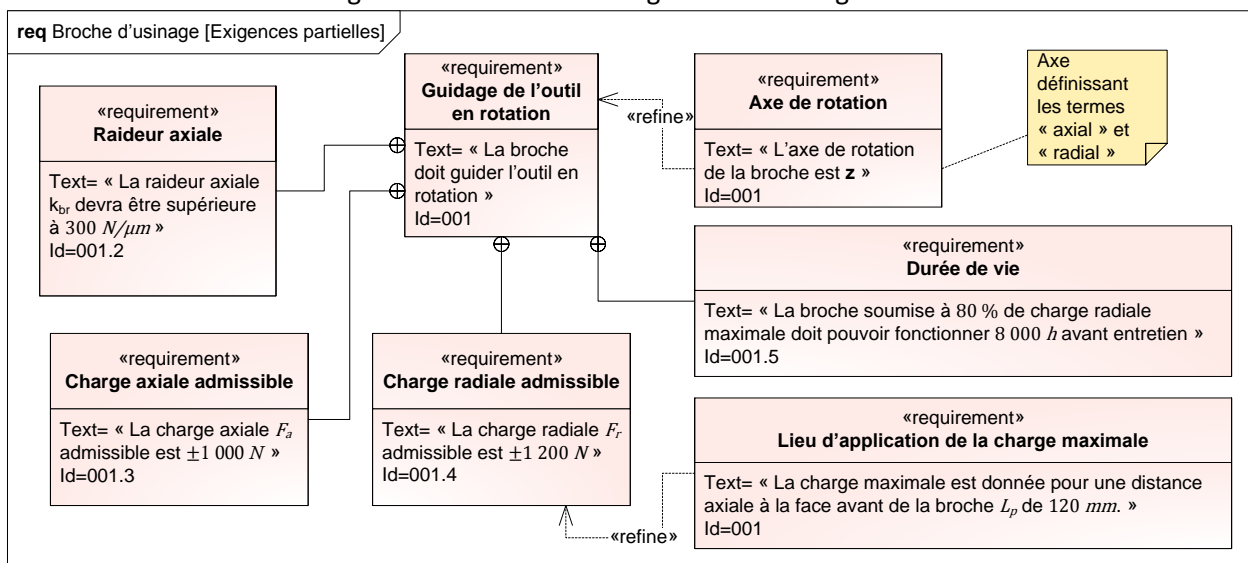 req Broche d'usinage [Exigences partielles]
«requirement»
Raideur axiale
Text= « La raideur axiale
k_br devra être supérieure
à 300 N/μm »
Id=001.2
«requirement»
Guidage de l'outil
en rotation
Text= « La broche
doit guider l'outil en
rotation »
Id=001
«refine»
«requirement»
Axe de rotation
Text= « L'axe de rotation
de la broche est z »
Id=001
Axe
définissant
les termes
« axial » et
« radial »
«requirement»
Durée de vie
Text= « La broche soumise à 80 % de charge radiale
maximale doit pouvoir fonctionner 8 000 h avant entretien »
Id=001.5
«requirement»
Charge axiale admissible
Text= « La charge axiale F_a
admissible est ±1 000 N »
Id=001.3
«requirement»
Charge radiale admissible
Text= « La charge radiale F_r
admissible est ±1 200 N »
Id=001.4
«refine»
«requirement»
Lieu d'application de la charge maximale
Text= « La charge maximale est donnée pour une distance
axiale à la face avant de la broche L_p de 120 mm. »
Id=001